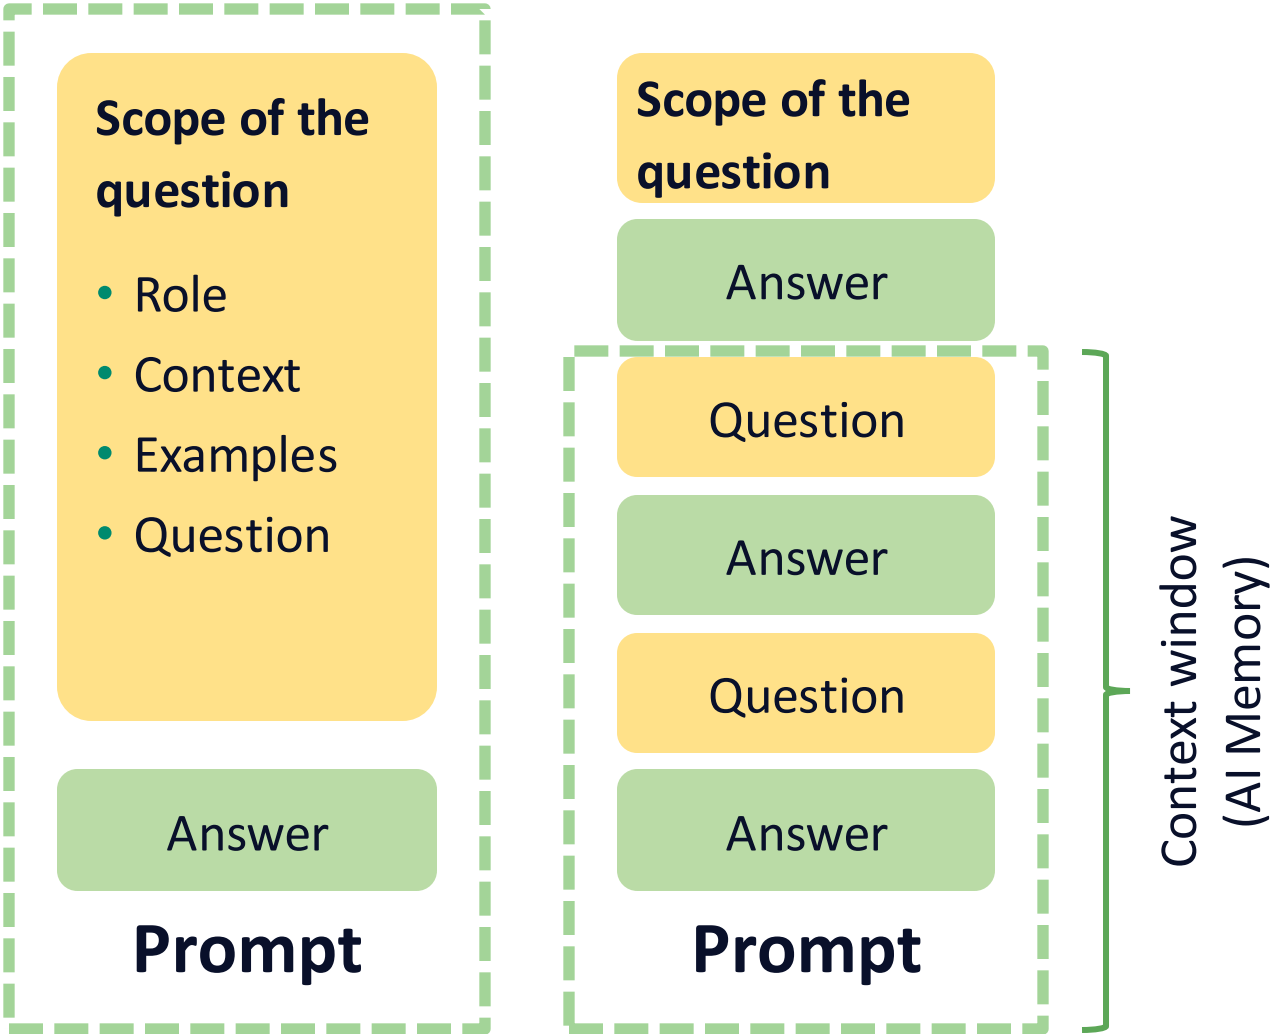 Scope of the
question
• Role
• Context
• Examples
• Question
Answer
Prompt
Scope of the
question
Answer
Question
Answer
Question
Answer
Prompt
Context window
(AI Memory)